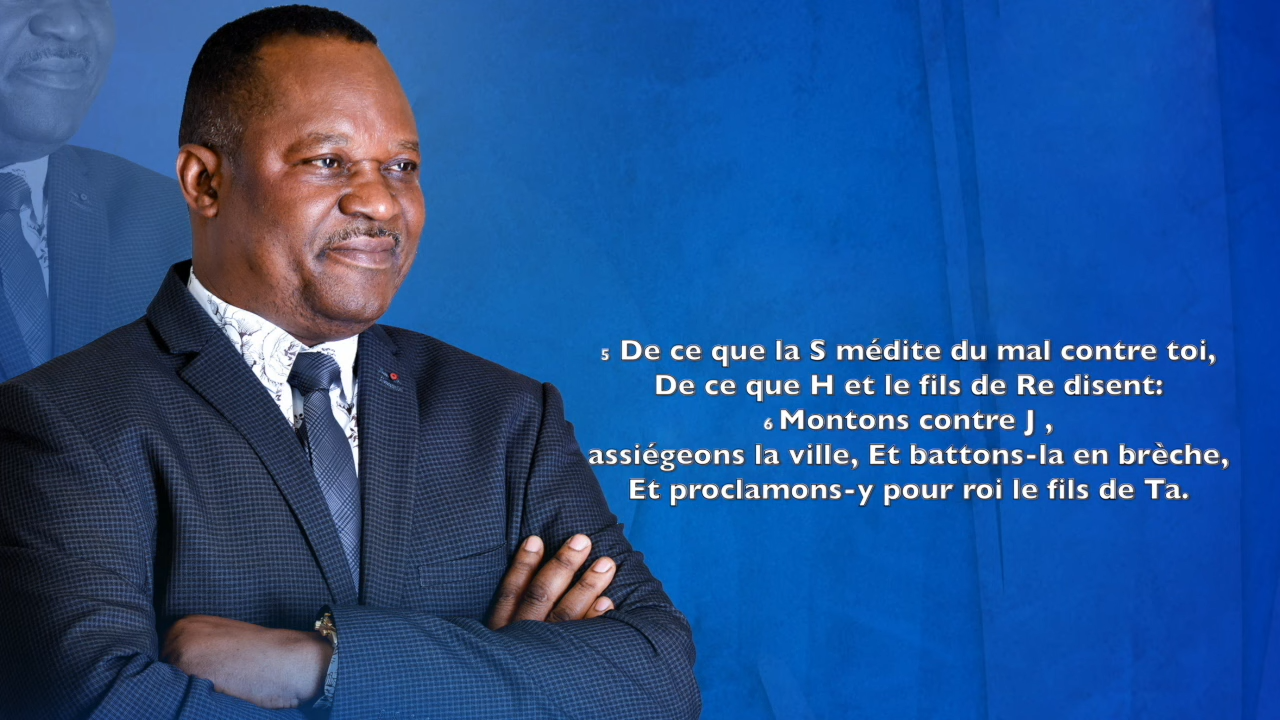 5 De ce que la S médite du mal contre toi,
De ce que H et le fils de Re disent:
6 Montons contre J ,
assiégeons la ville, Et battons-la en brèche,
Et proclamons-y pour roi le fils de Ta.